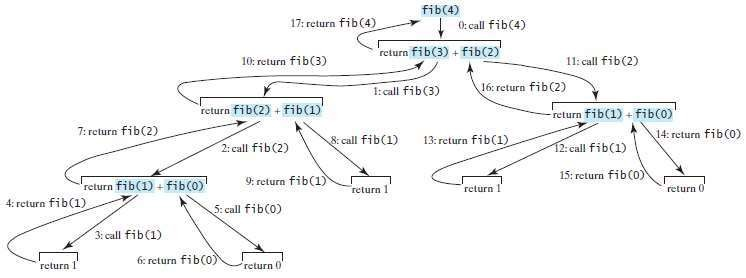 fib(4)
17: return fib(4)
0: call fib(4)
return fib(3) + fib(2)
10: return fib(3)
11: call fib(2)
1: call fib(3)
16: return fib(2)
return fib(2) + fib(1)
return fib(1) + fib(0)
7: return fib(2)
2: call fib(2)
8: call fib(1)
13: return fib(1)
12: call fib(1)
14: return fib(0)
return fib(1) + fib(0)
9: return fib(1)
return 1
return 1
15: return fib(0)
return 0
4: return fib(1)
3: call fib(1)
5: call fib(0)
return 1
6: return fib(0)
return 0